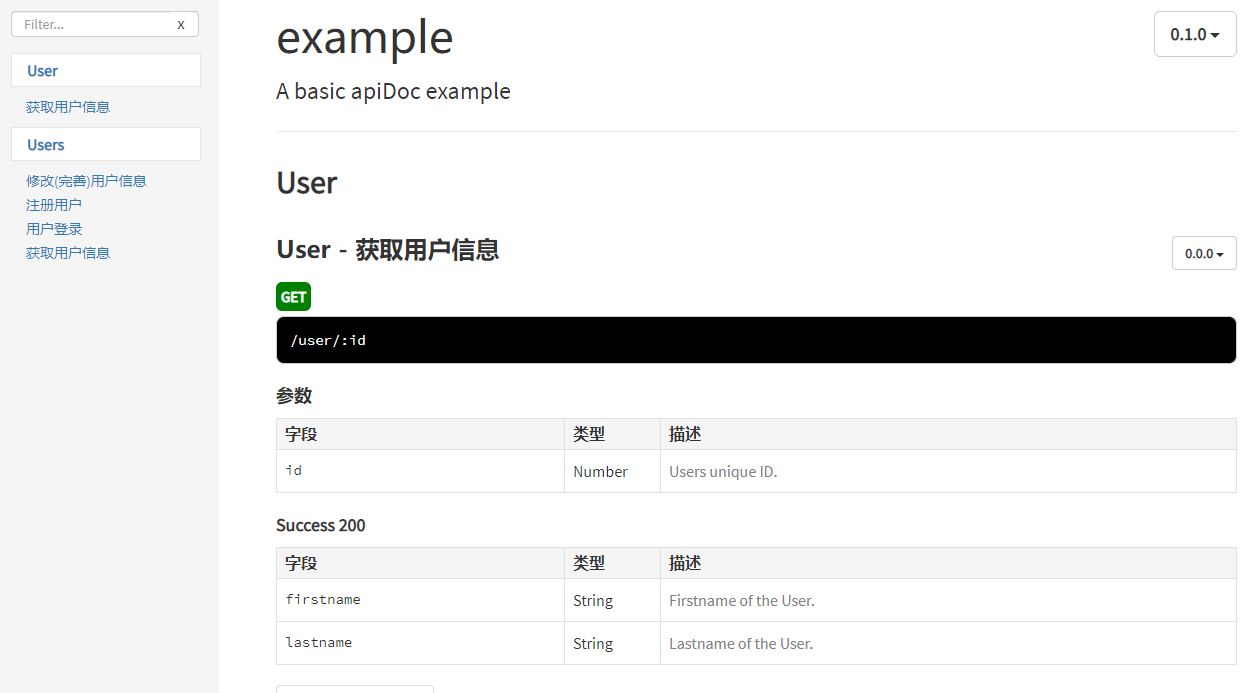 Filter...
X
User
获取用户信息
Users
修改(完善)用户信息
注册用户
用户登录
获取用户信息
example
0.1.0
A basic apiDoc example
User
User - 获取用户信息
0.0.0
GET
/user/:id
参数
字段 类型 描述
id Number Users unique ID.
Success 200
字段 类型 描述
firstname String Firstname of the User.
lastname String Lastname of the User.